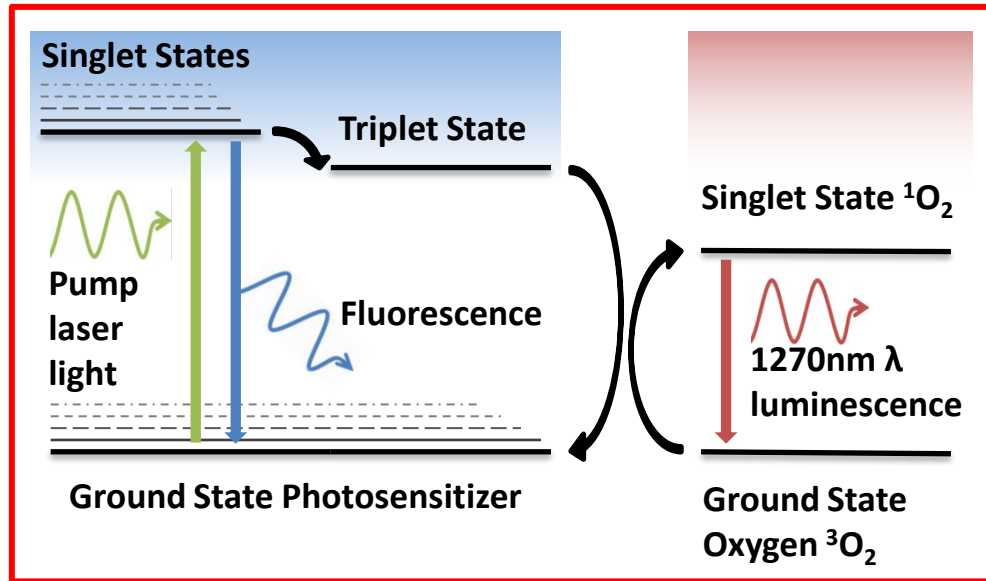 Singlet States
Triplet State
Pump
laser
light
Fluorescence
Ground State Photosensitizer
Singlet State ¹O₂
1270nm λ
luminescence
Ground State
Oxygen ³O₂